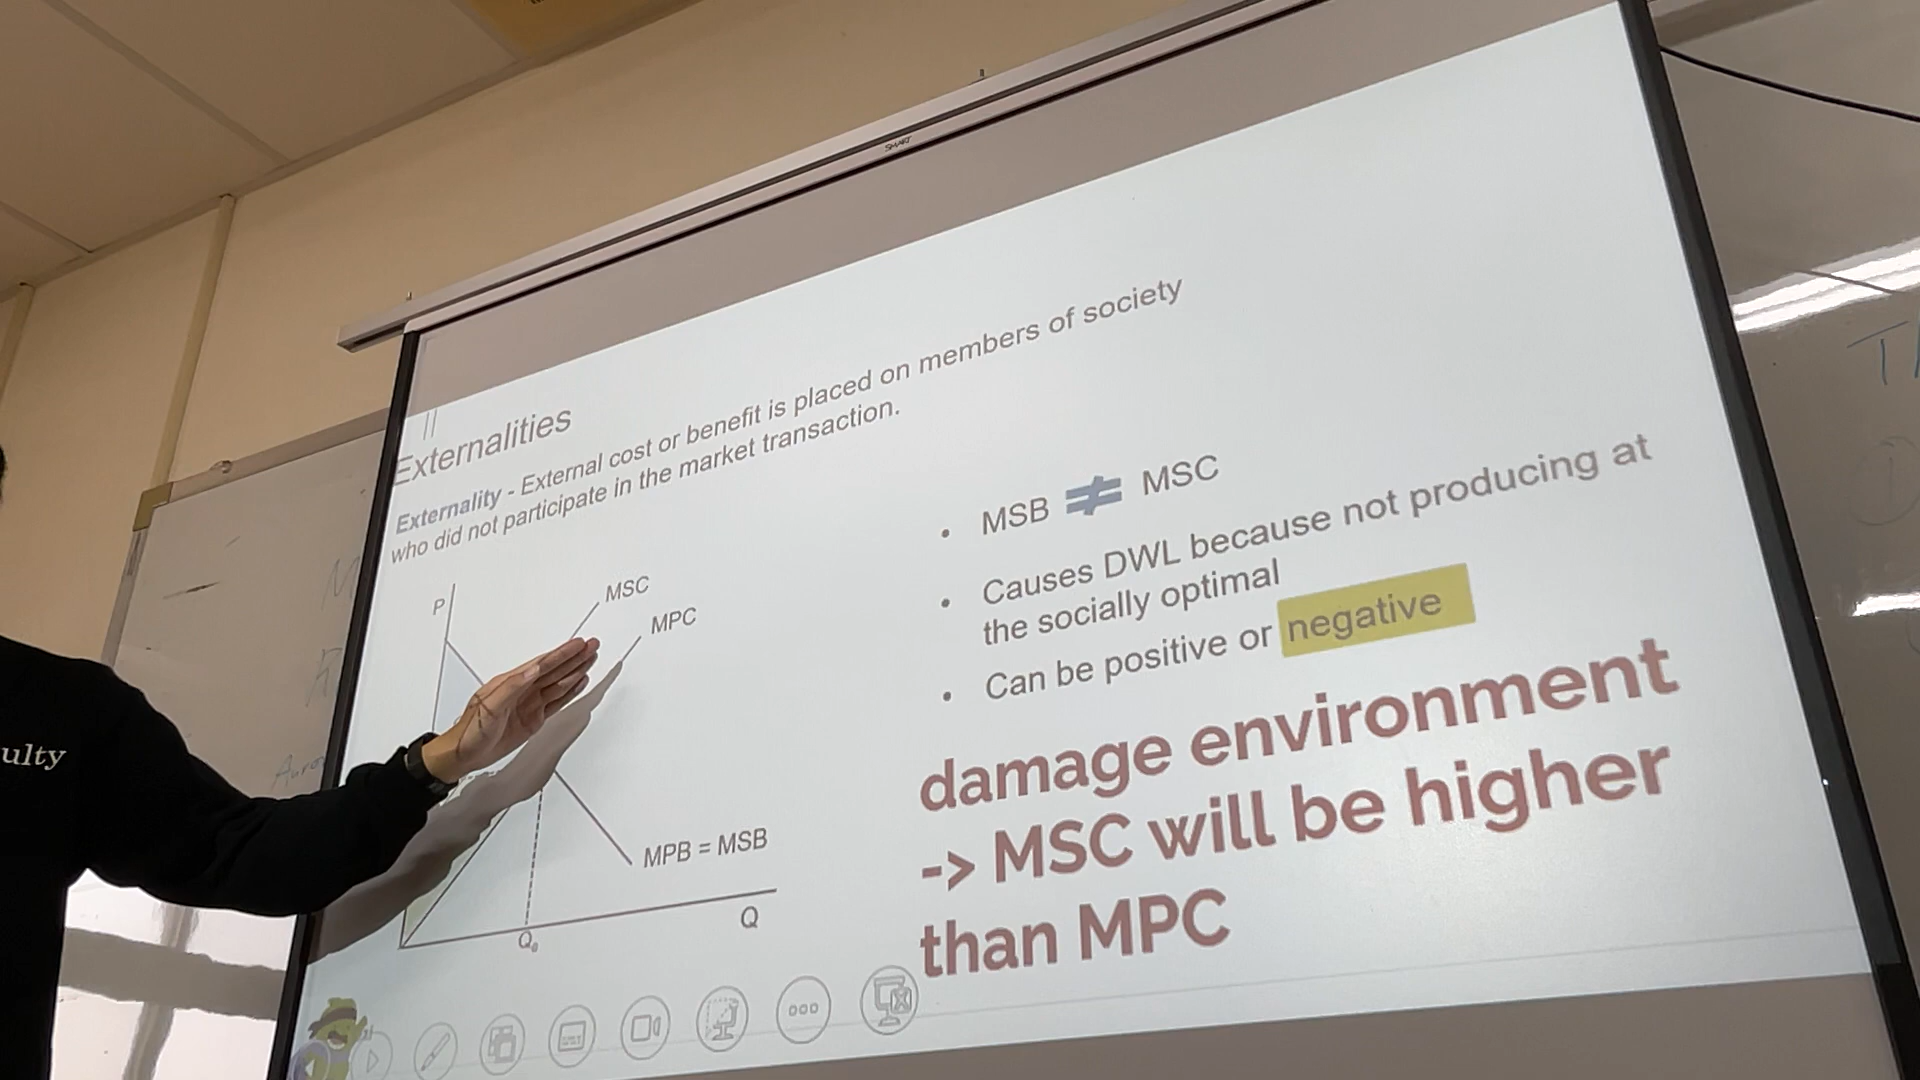 SMART
Externalities
Externality - External cost or benefit is placed on members of society
who did not participate in the market transaction.
P
MSC
MPC
MPB = MSB
Q
• MSB ≠ MSC
• Causes DWL because not producing at
the socially optimal
• Can be positive or negative
damage environment
-> MSC will be higher
than MPC
ulty